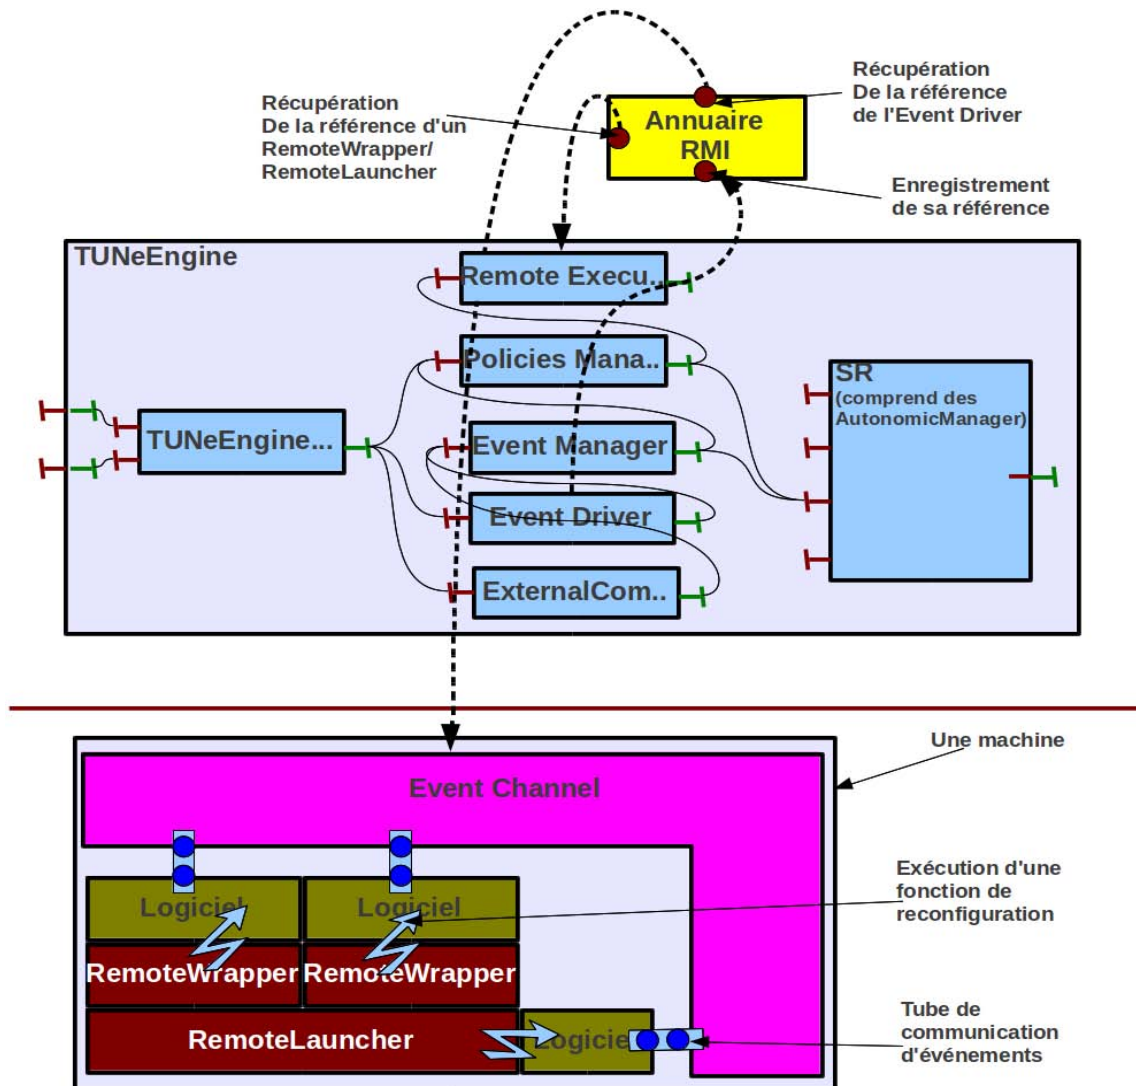 Récupération
De la référence
de l'Event Driver
Récupération
De la référence d'un
RemoteWrapper/
RemoteLauncher
Annuaire
RMI
Enregistrement
de sa référence
TUNeEngine
Remote Execu..
Policies Mana..
SR
(comprend des
AutonomicManager)
TUNeEngine...
Event Manager
Event Driver
ExternalCom..
Une machine
Event Channel
Exécution d'une
fonction de
reconfiguration
Logiciel
Logiciel
RemoteWrapper
RemoteWrapper
RemoteLauncher
Logiciel
Tube de
communication
d'événements